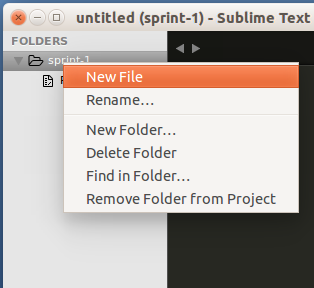 untitled (sprint-1) - Sublime Text
FOLDERS
sprint-1
New File
Rename…
New Folder…
Delete Folder
Find in Folder…
Remove Folder from Project